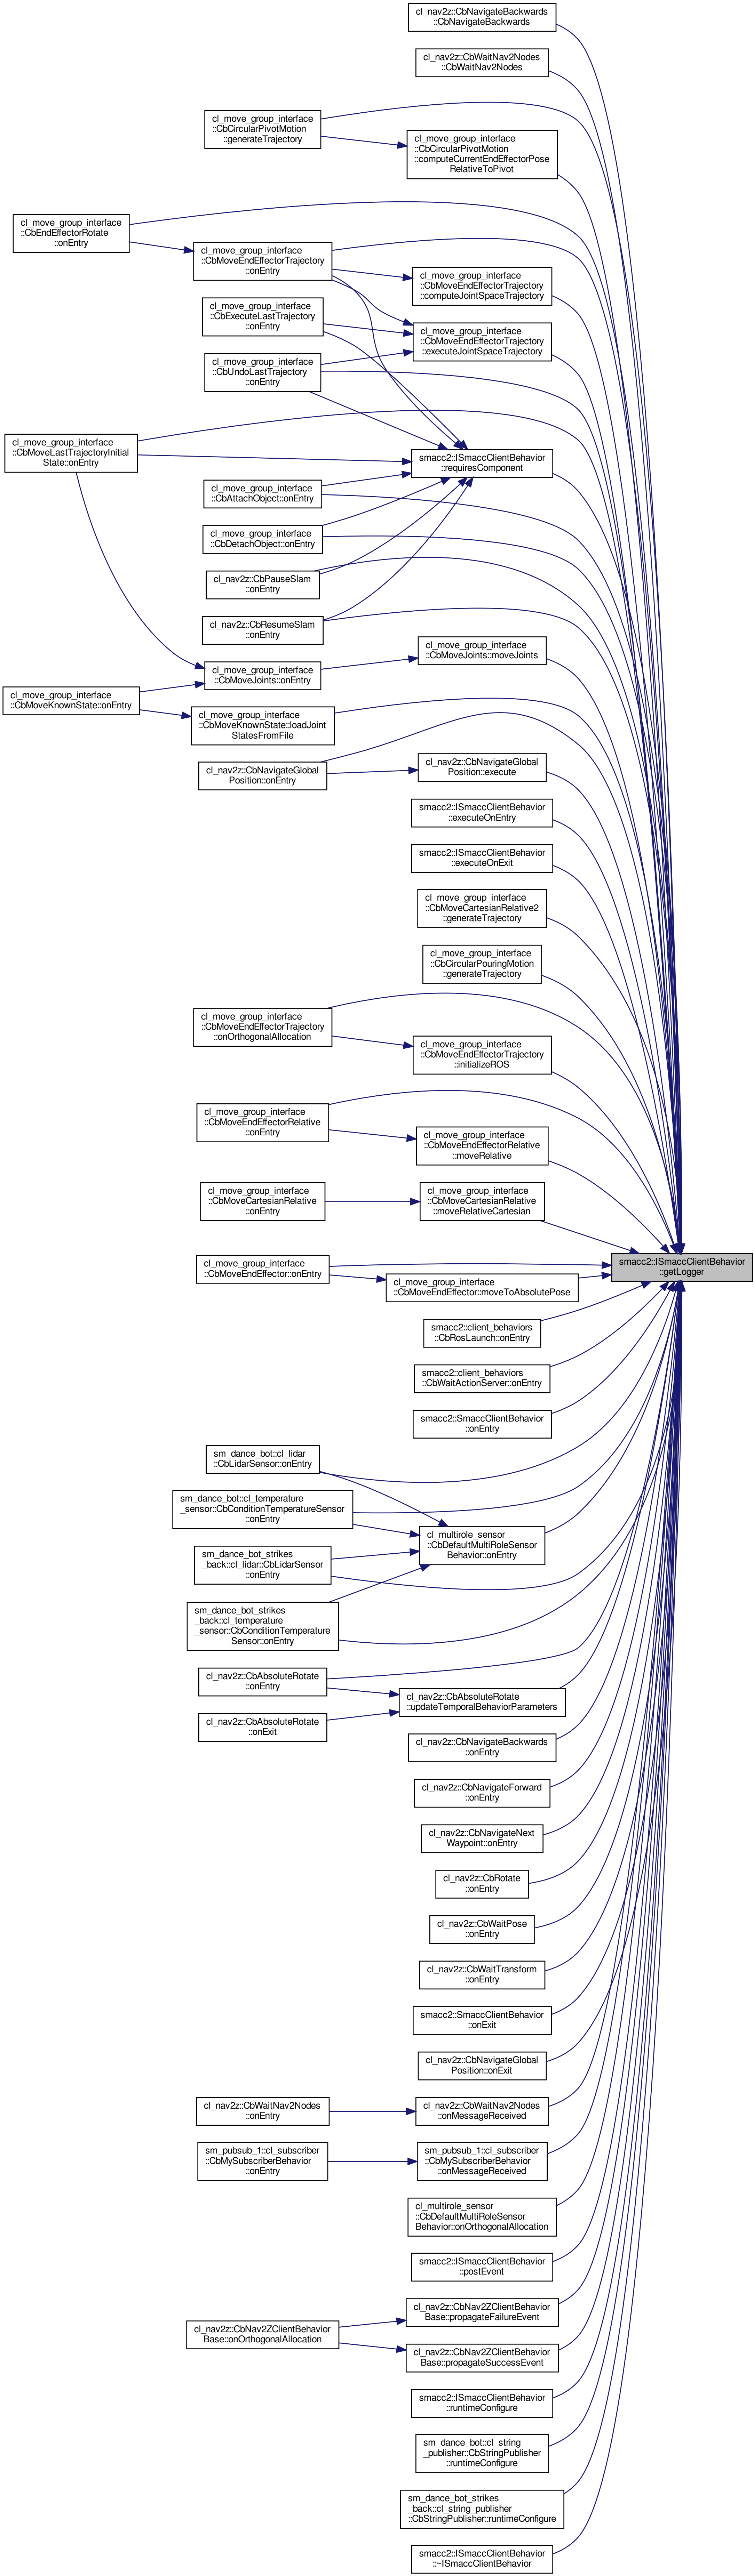 cl_nav2z::CbNavigateBackwards
::CbNavigateBackwards
cl_nav2z::CbWaitNav2Nodes
::CbWaitNav2Nodes
cl_move_group_interface
::CbCircularPivotMotion
::generateTrajectory
cl_move_group_interface
::CbCircularPivotMotion
::computeCurrentEndEffectorPose
RelativeToPivot
cl_move_group_interface
::CbEndEffectorRotate
::onEntry
cl_move_group_interface
::CbMoveEndEffectorTrajectory
::onEntry
cl_move_group_interface
::CbMoveEndEffectorTrajectory
::computeJointSpaceTrajectory
cl_move_group_interface
::CbExecuteLastTrajectory
::onEntry
cl_move_group_interface
::CbMoveEndEffectorTrajectory
::executeJointSpaceTrajectory
cl_move_group_interface
::CbUndoLastTrajectory
::onEntry
cl_move_group_interface
::CbMoveLastTrajectoryInitial
State::onEntry
smacc2::ISmaccClientBehavior
::requiresComponent
cl_move_group_interface
::CbAttachObject::onEntry
cl_move_group_interface
::CbDetachObject::onEntry
cl_nav2z::CbPauseSlam
::onEntry
cl_nav2z::CbResumeSlam
::onEntry
cl_move_group_interface
::CbMoveJoints::moveJoints
cl_move_group_interface
::CbMoveJoints::onEntry
cl_move_group_interface
::CbMoveKnownState::onEntry
cl_move_group_interface
::CbMoveKnownState::loadJoint
StatesFromFile
cl_nav2z::CbNavigateGlobal
Position::onEntry
cl_nav2z::CbNavigateGlobal
Position::execute
smacc2::ISmaccClientBehavior
::executeOnEntry
smacc2::ISmaccClientBehavior
::executeOnExit
cl_move_group_interface
::CbMoveCartesianRelative2
::generateTrajectory
cl_move_group_interface
::CbCircularPouringMotion
::generateTrajectory
cl_move_group_interface
::CbMoveEndEffectorTrajectory
::onOrthogonalAllocation
cl_move_group_interface
::CbMoveEndEffectorTrajectory
::initializeROS
cl_move_group_interface
::CbMoveEndEffectorRelative
::onEntry
cl_move_group_interface
::CbMoveEndEffectorRelative
::moveRelative
cl_move_group_interface
::CbMoveCartesianRelative
::onEntry
cl_move_group_interface
::CbMoveCartesianRelative
::moveRelativeCartesian
smacc2::ISmaccClientBehavior
::getLogger
cl_move_group_interface
::CbMoveEndEffector::onEntry
cl_move_group_interface
::CbMoveEndEffector::moveToAbsolutePose
smacc2::client_behaviors
::CbRosLaunch::onEntry
smacc2::client_behaviors
::CbWaitActionServer::onEntry
smacc2::SmaccClientBehavior
::onEntry
sm_dance_bot::cl_lidar
::CbLidarSensor::onEntry
sm_dance_bot::cl_temperature
_sensor::CbConditionTemperatureSensor
::onEntry
cl_multirole_sensor
::CbDefaultMultiRoleSensor
Behavior::onEntry
sm_dance_bot_strikes
_back::cl_lidar::CbLidarSensor
::onEntry
sm_dance_bot_strikes
_back::cl_temperature
_sensor::CbConditionTemperature
Sensor::onEntry
cl_nav2z::CbAbsoluteRotate
::onEntry
cl_nav2z::CbAbsoluteRotate
::updateTemporalBehaviorParameters
cl_nav2z::CbAbsoluteRotate
::onExit
cl_nav2z::CbNavigateBackwards
::onEntry
cl_nav2z::CbNavigateForward
::onEntry
cl_nav2z::CbNavigateNext
Waypoint::onEntry
cl_nav2z::CbRotate
::onEntry
cl_nav2z::CbWaitPose
::onEntry
cl_nav2z::CbWaitTransform
::onEntry
smacc2::SmaccClientBehavior
::onExit
cl_nav2z::CbNavigateGlobal
Position::onExit
cl_nav2z::CbWaitNav2Nodes
::onEntry
cl_nav2z::CbWaitNav2Nodes
::onMessageReceived
sm_pubsub_1::cl_subscriber
::CbMySubscriberBehavior
::onEntry
sm_pubsub_1::cl_subscriber
::CbMySubscriberBehavior
::onMessageReceived
cl_multirole_sensor
::CbDefaultMultiRoleSensor
Behavior::onOrthogonalAllocation
smacc2::ISmaccClientBehavior
::postEvent
cl_nav2z::CbNav2ZClientBehavior
Base::propagateFailureEvent
cl_nav2z::CbNav2ZClientBehavior
Base::onOrthogonalAllocation
cl_nav2z::CbNav2ZClientBehavior
Base::propagateSuccessEvent
smacc2::ISmaccClientBehavior
::runtimeConfigure
sm_dance_bot::cl_string
_publisher::CbStringPublisher
::runtimeConfigure
sm_dance_bot_strikes
_back::cl_string_publisher
::CbStringPublisher::runtimeConfigure
smacc2::ISmaccClientBehavior
::~ISmaccClientBehavior